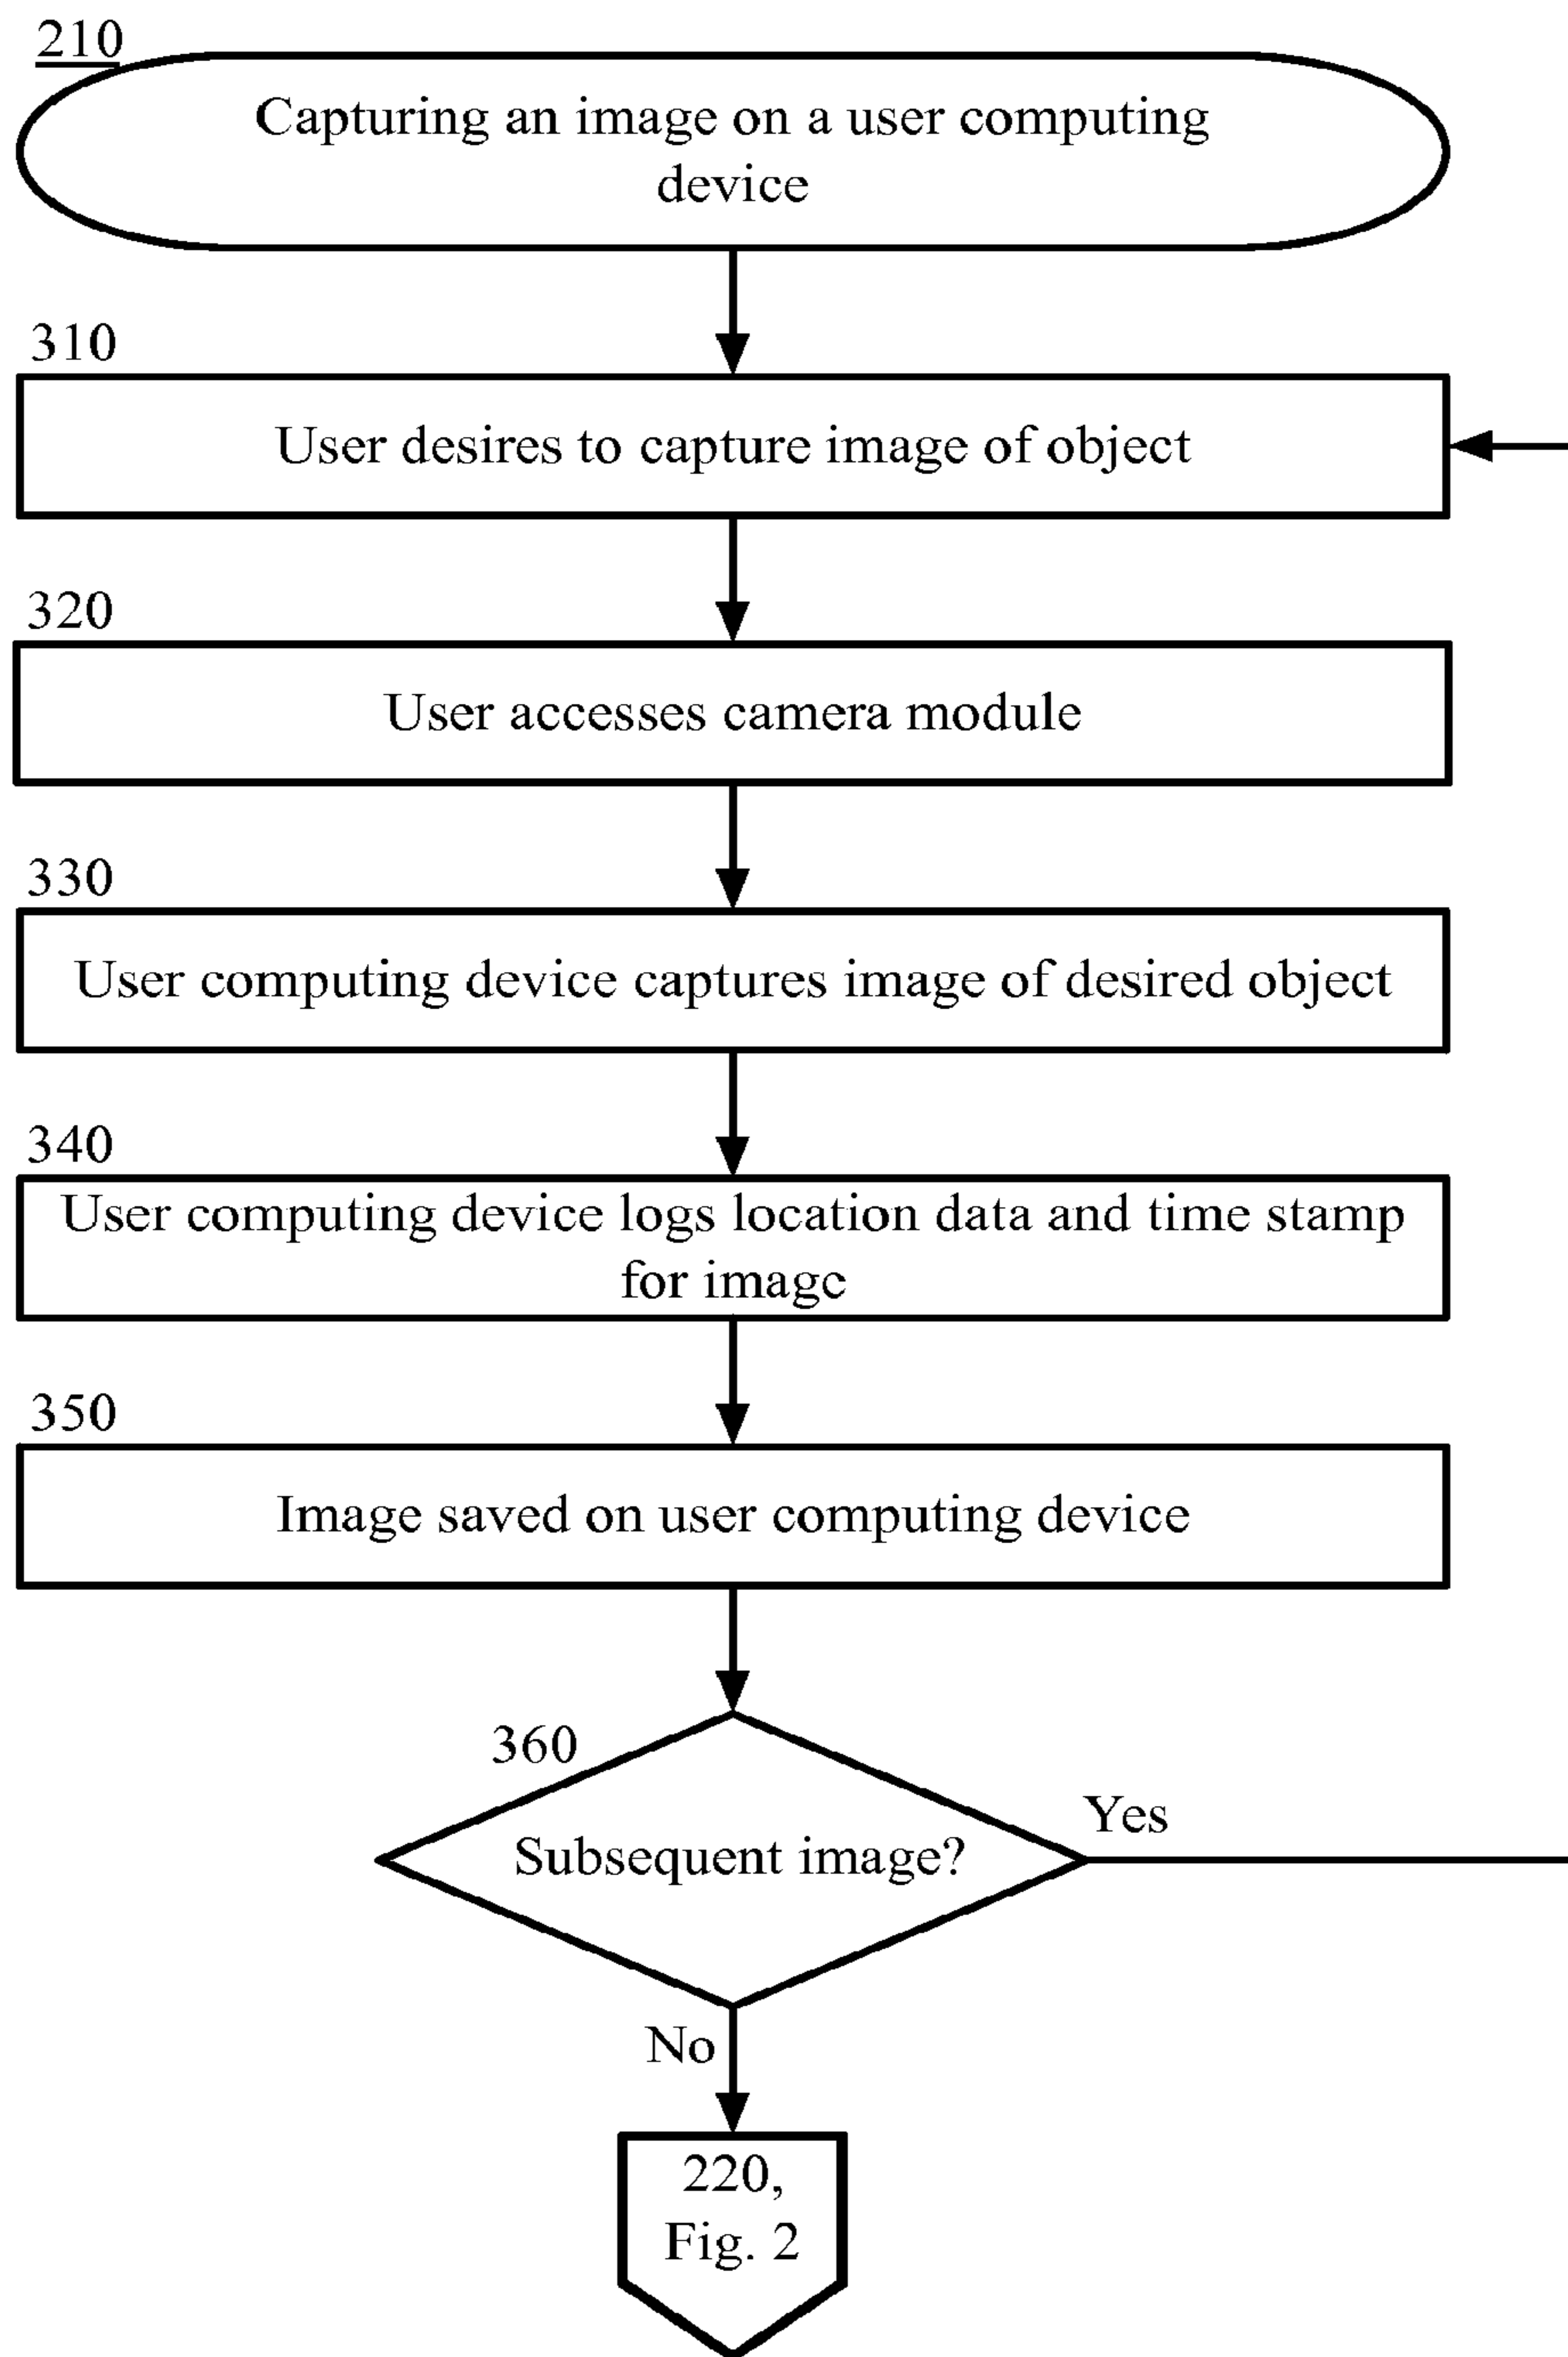 210
Capturing an image on a user computing
device
310
User desires to capture image of object
320
User accesses camera module
330
User computing device captures image of desired object
340
User computing device logs location data and time stamp
for image
350
Image saved on user computing device
360
Subsequent image?
Yes
No
220,
Fig. 2